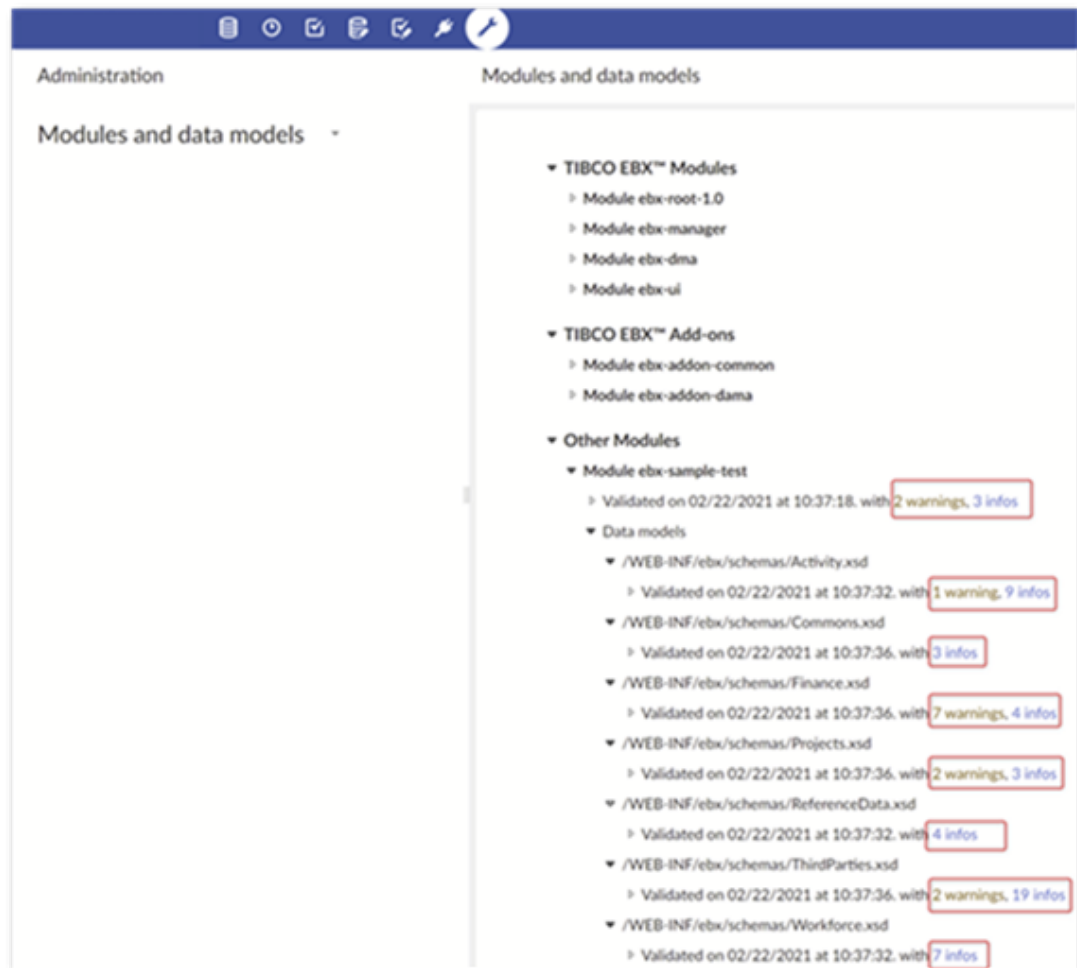 Administration
Modules and data models
Modules and data models
TIBCO EBX™ Modules
Module ebx-root-1.0
Module ebx-manager
Module ebx-dma
Module ebx-ui
TIBCO EBX™ Add-ons
Module ebx-addon-common
Module ebx-addon-dama
Other Modules
Module ebx-sample-test
Validated on 02/22/2021 at 10:37:18. with 2 warnings, 3 infos
Data models
/WEB-INF/ebx/schemas/Activity.xsd
Validated on 02/22/2021 at 10:37:32. with 1 warning, 9 infos
/WEB-INF/ebx/schemas/Commons.xsd
Validated on 02/22/2021 at 10:37:36. with 3 infos
/WEB-INF/ebx/schemas/Finance.xsd
Validated on 02/22/2021 at 10:37:36. with 7 warnings, 4 infos
/WEB-INF/ebx/schemas/Projects.xsd
Validated on 02/22/2021 at 10:37:36. with 2 warnings, 3 infos
/WEB-INF/ebx/schemas/ReferenceData.xsd
Validated on 02/22/2021 at 10:37:32. with 4 infos
/WEB-INF/ebx/schemas/ThirdParties.xsd
Validated on 02/22/2021 at 10:37:36. with 2 warnings, 19 infos
/WEB-INF/ebx/schemas/Workforce.xsd
Validated on 02/22/2021 at 10:37:32. with 7 infos